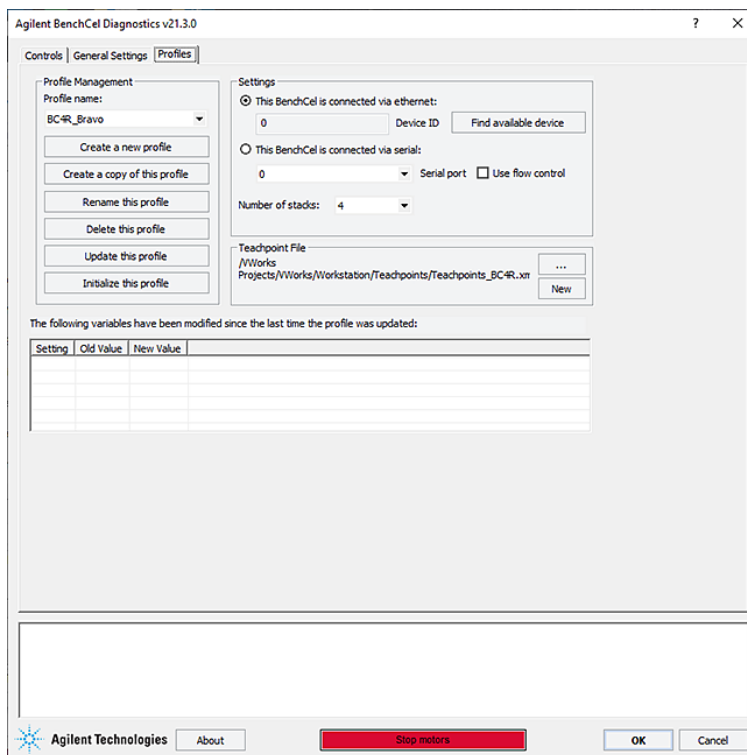 Agilent BenchCel Diagnostics v21.3.0
? X
Controls General Settings Profiles
Profile Management
Profile name:
BC4R_Bravo
Create a new profile
Create a copy of this profile
Rename this profile
Delete this profile
Update this profile
Initialize this profile
Settings
This BenchCel is connected via ethernet:
0 Device ID Find available device
This BenchCel is connected via serial:
0 Serial port Use flow control
Number of stacks: 4
Teachpoint File
/VWorks
Projects/VWorks/Workstation/Teachpoints/Teachpoints_BC4R.xm
...
New
The following variables have been modified since the last time the profile was updated:
Setting Old Value New Value
Agilent Technologies About Stop motors OK Cancel